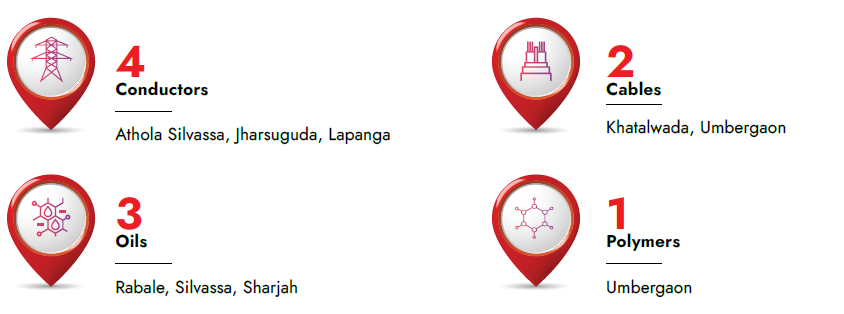 4
Conductors
Athola Silvassa, Jharsuguda, Lapanga
2
Cables
Khatalwada, Umbergaon
3
Oils
Rabale, Silvassa, Sharjah
1
Polymers
Umbergaon